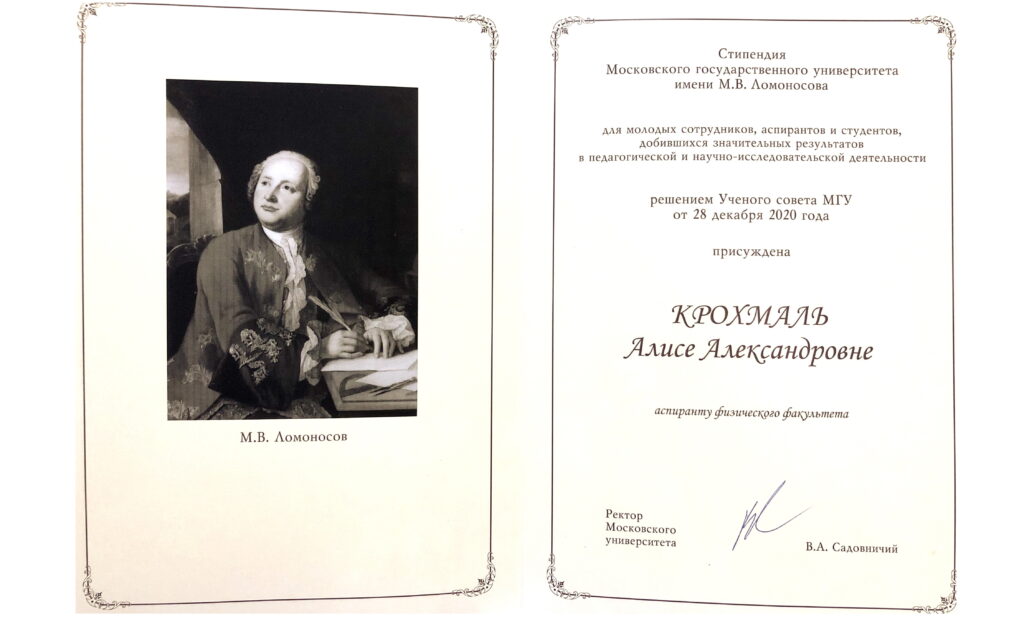 М.В. Ломоносов
Стипендия
Московского государственного университета
имени М.В. Ломоносова
для молодых сотрудников, аспирантов и студентов,
добившихся значительных результатов
в педагогической и научно-исследовательской деятельности
решением Ученого совета МГУ
от 28 декабря 2020 года
присуждена
КРОХМАЛЬ
Алисе Александровне
аспиранту физического факультета
Ректор
Московского
университета
В.А. Садовничий